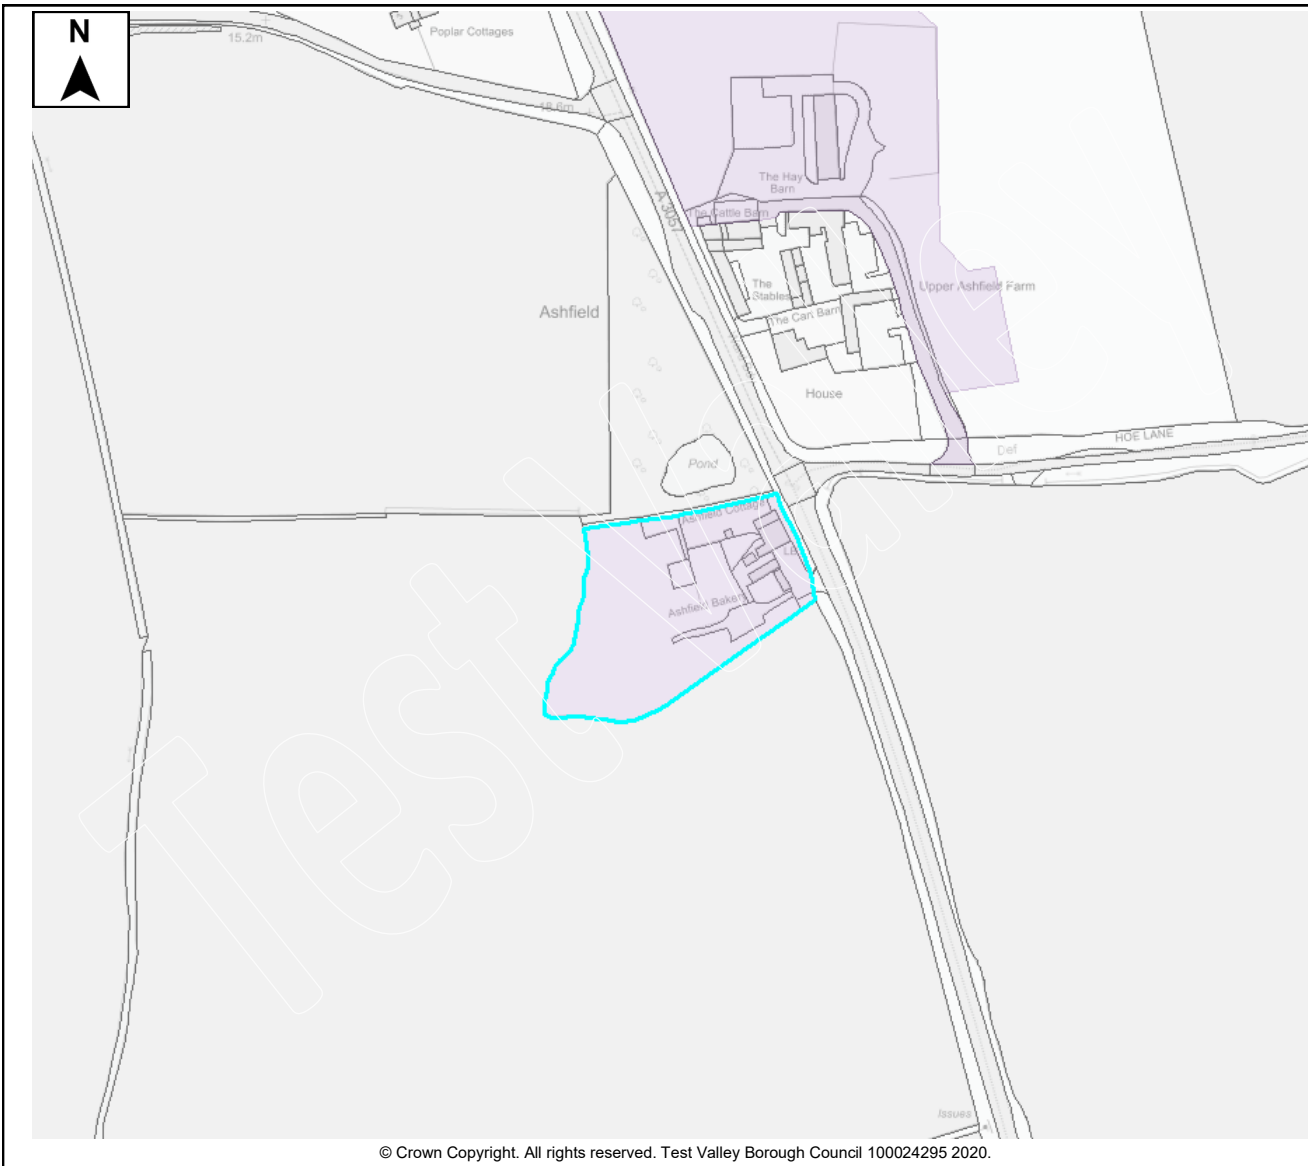 N
Poplar Cottages
15.2m
18.6m
The Hay
Barn
A 3057
The Cattle Barn
The
Stables
Upper Ashfield Farm
Ashfield
The Cart Barn
House
HOE LANE
Def
Pond
Ashfield Cottage
LB
Ashfield Bakery
Issues
Test Valley
© Crown Copyright. All rights reserved. Test Valley Borough Council 100024295 2020.